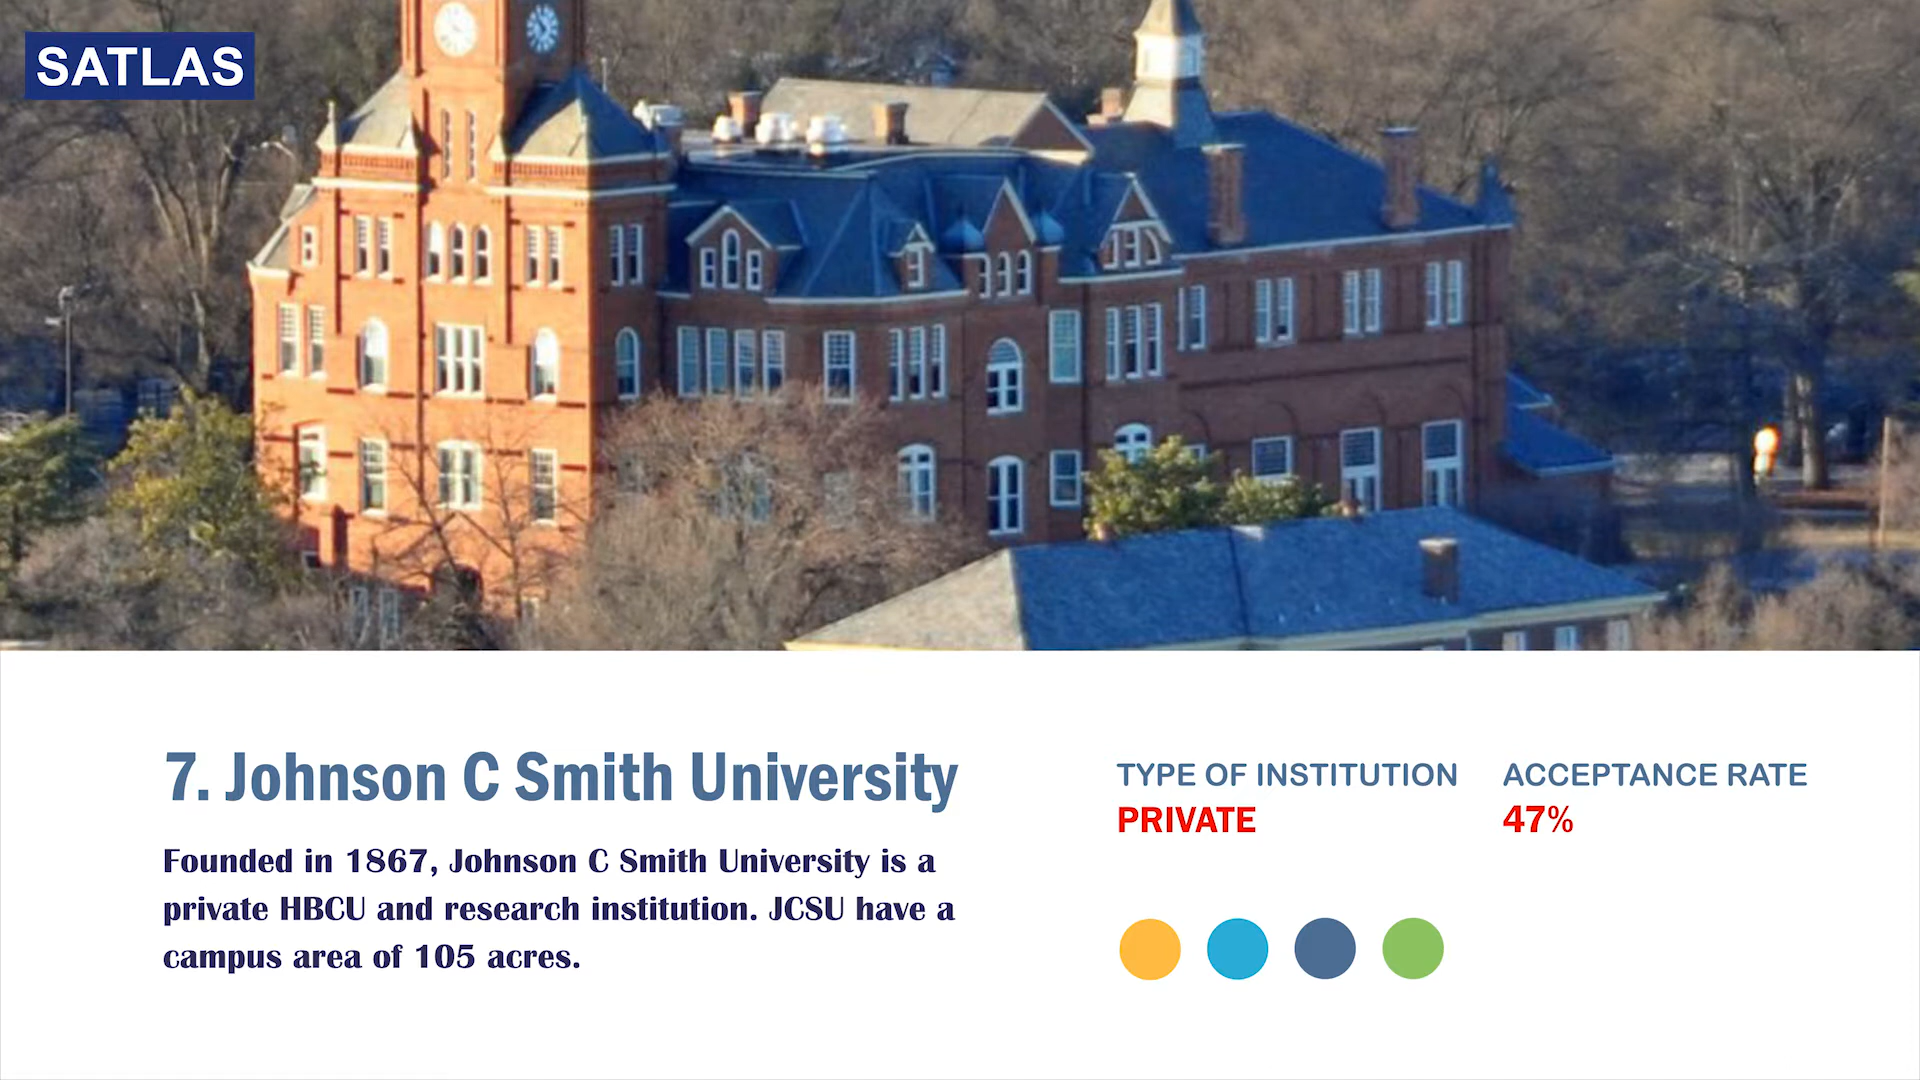 SATLAS
7. Johnson C Smith University
Founded in 1867, Johnson C Smith University is a
private HBCU and research institution. JCSU have a
campus area of 105 acres.
TYPE OF INSTITUTION
PRIVATE
ACCEPTANCE RATE
47%